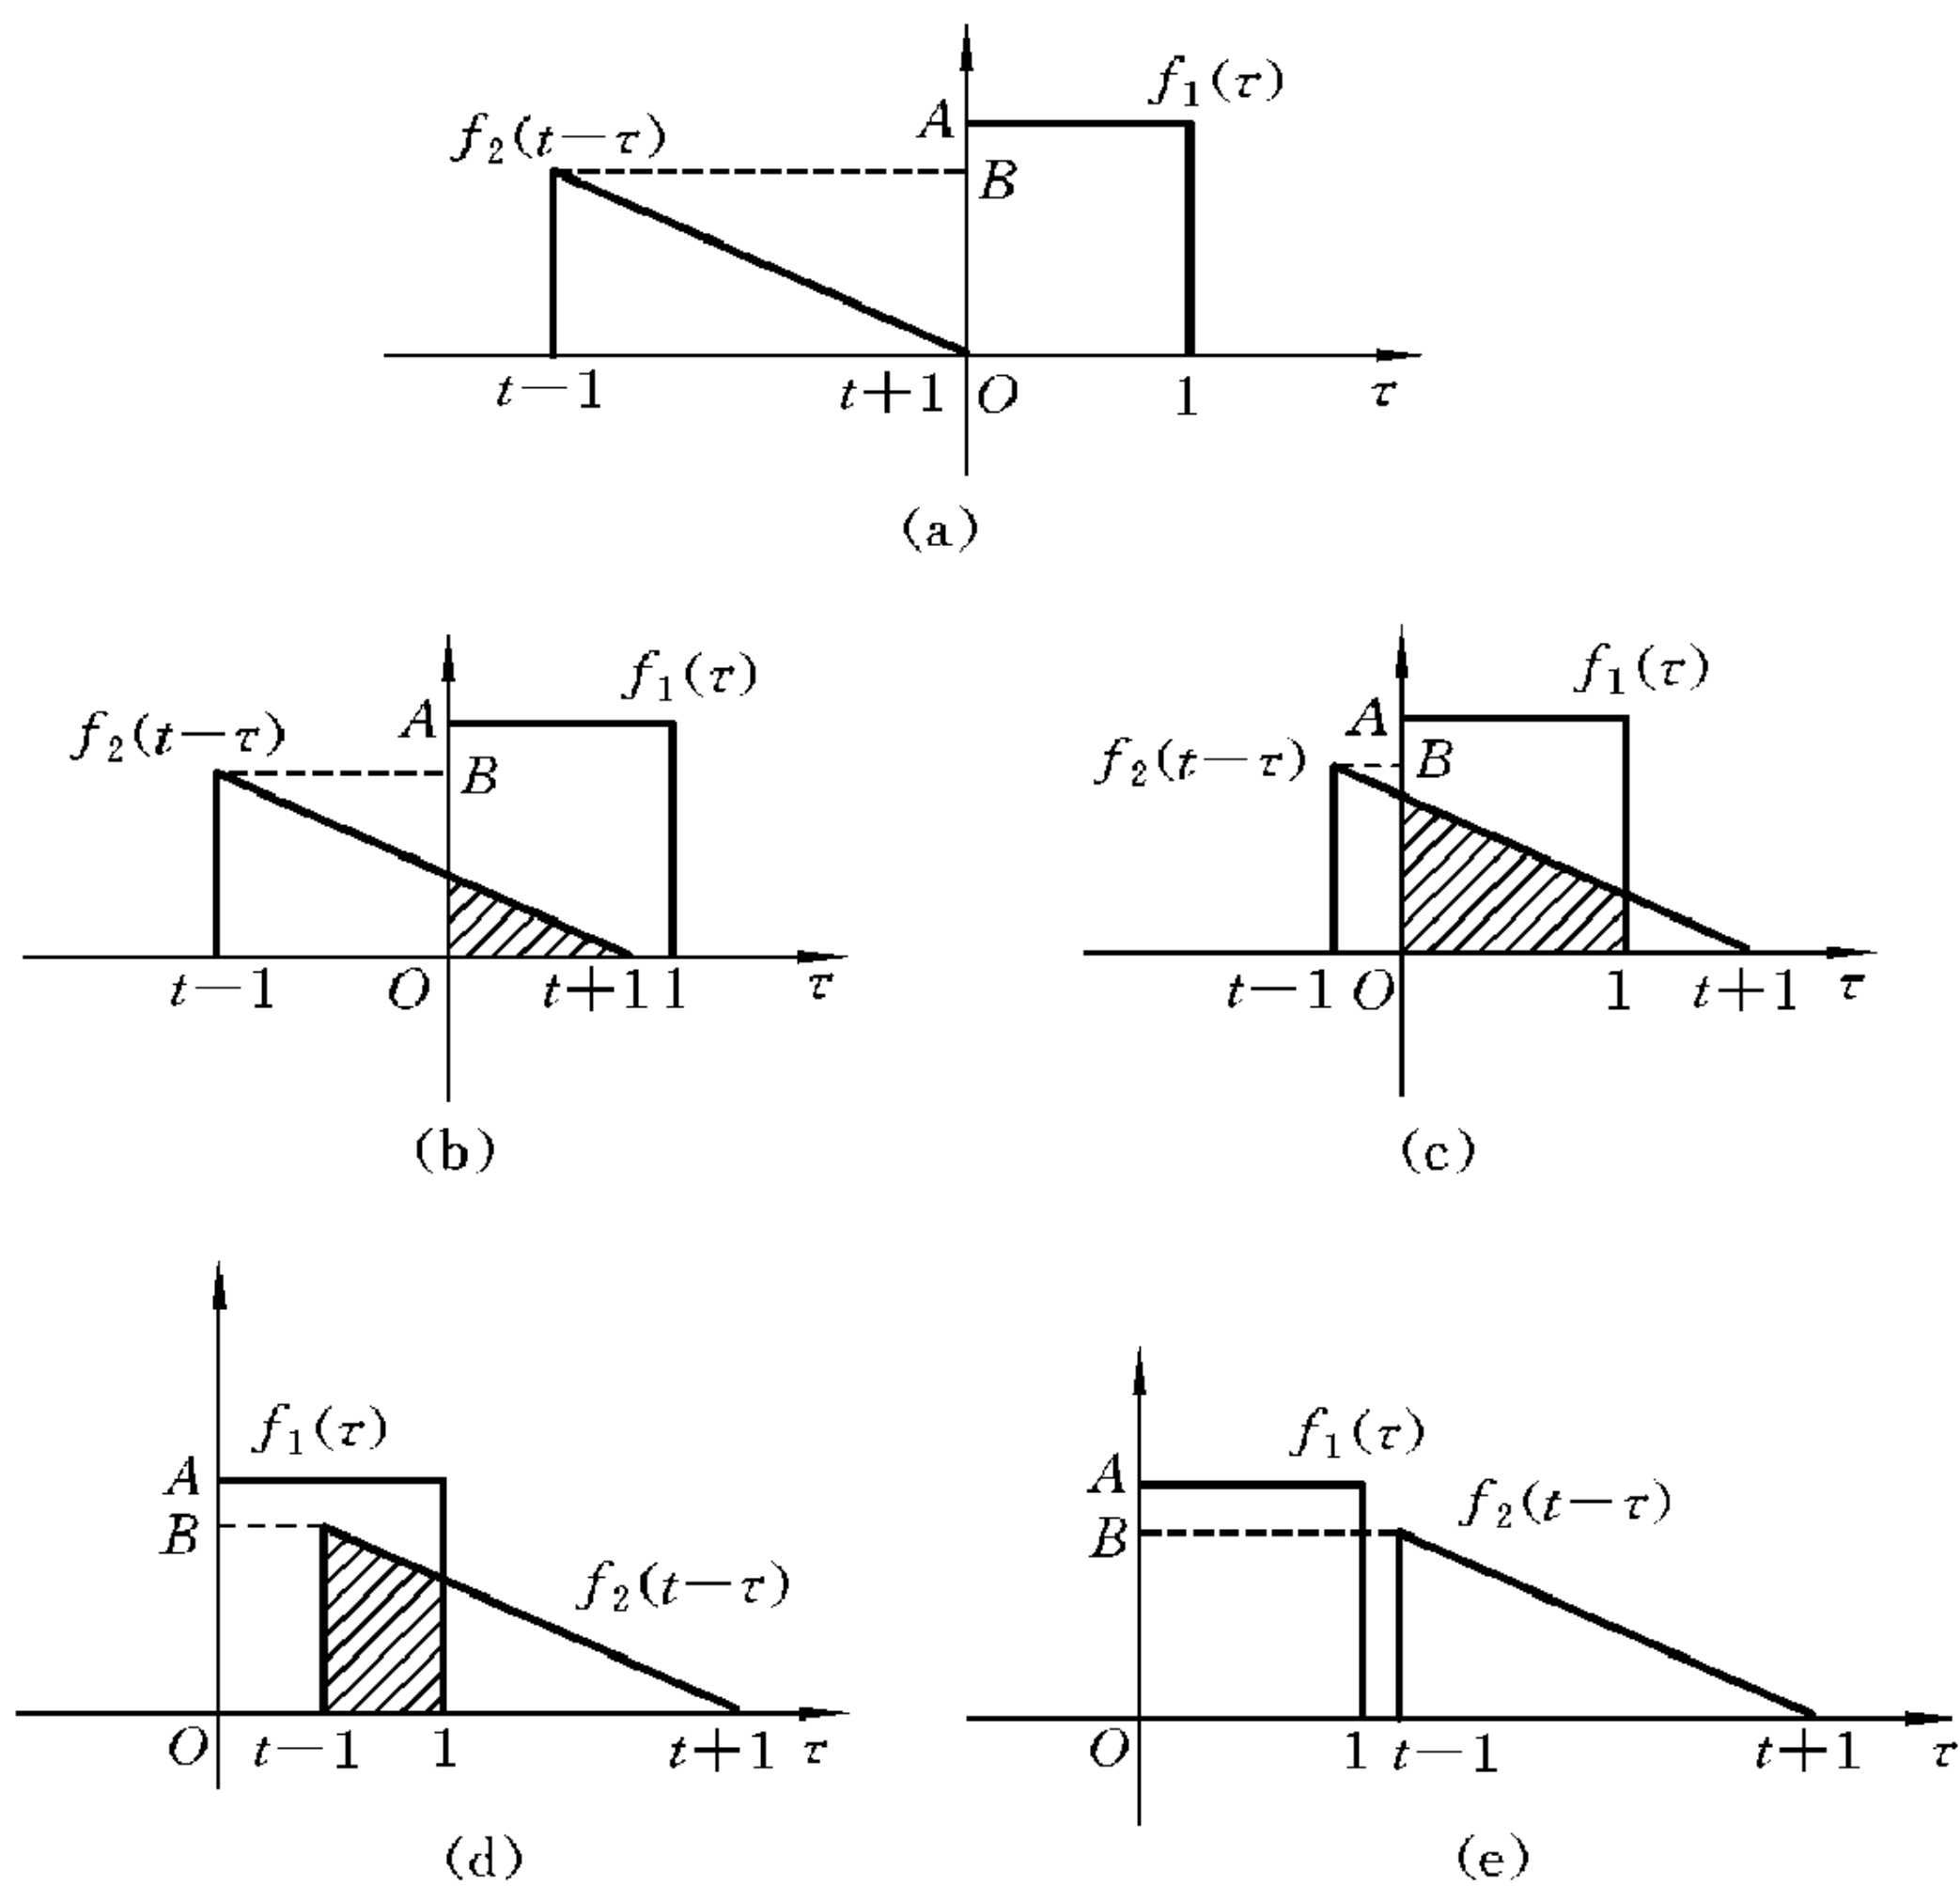 f₁(τ)
A
f₂(t−τ)
B
t−1 t+1 O 1 τ
(a)
f₁(τ)
A
f₂(t−τ)
B
t−1 O t+1 1 τ
(b)
f₁(τ)
A
f₂(t−τ) B
t−1 O 1 t+1 τ
(c)
f₁(τ)
A
B
f₂(t−τ)
O t−1 1 t+1 τ
(d)
f₁(τ)
A
f₂(t−τ)
B
O 1 t−1 t+1 τ
(e)